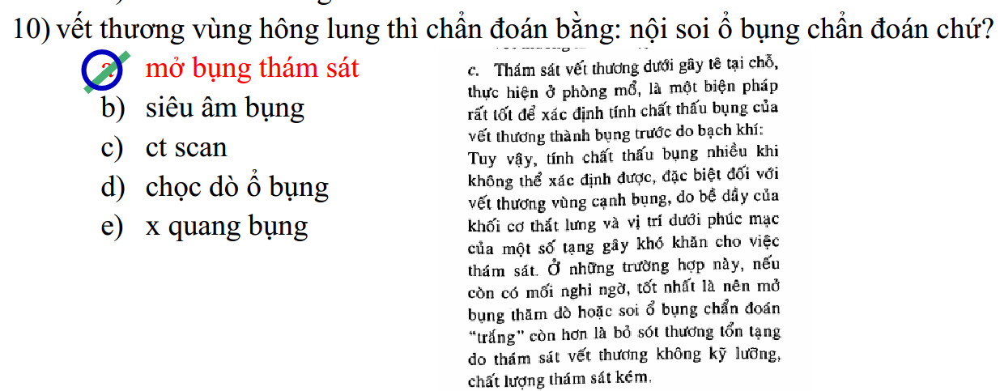 10) vết thương vùng hông lung thì chẩn đoán bằng: nội soi ổ bụng chẩn đoán chứ?
a) mở bụng thám sát
b) siêu âm bụng
c) ct scan
d) chọc dò ổ bụng
e) x quang bụng
c. Thám sát vết thương dưới gây tê tại chỗ,
thực hiện ở phòng mổ, là một biện pháp
rất tốt để xác định tính chất thấu bụng của
vết thương thành bụng trước do bạch khí:
Tuy vậy, tính chất thấu bụng nhiều khi
không thể xác định được, đặc biệt đối với
vết thương vùng cạnh bụng, do bề dầy của
khối cơ thắt lưng và vị trí dưới phúc mạc
của một số tạng gây khó khăn cho việc
thám sát. Ở những trường hợp này, nếu
còn có mối nghi ngờ, tốt nhất là nên mở
bụng thăm dò hoặc soi ổ bụng chẩn đoán
“trắng” còn hơn là bỏ sót thương tổn tạng
do thám sát vết thương không kỹ lưỡng,
chất lượng thám sát kém.